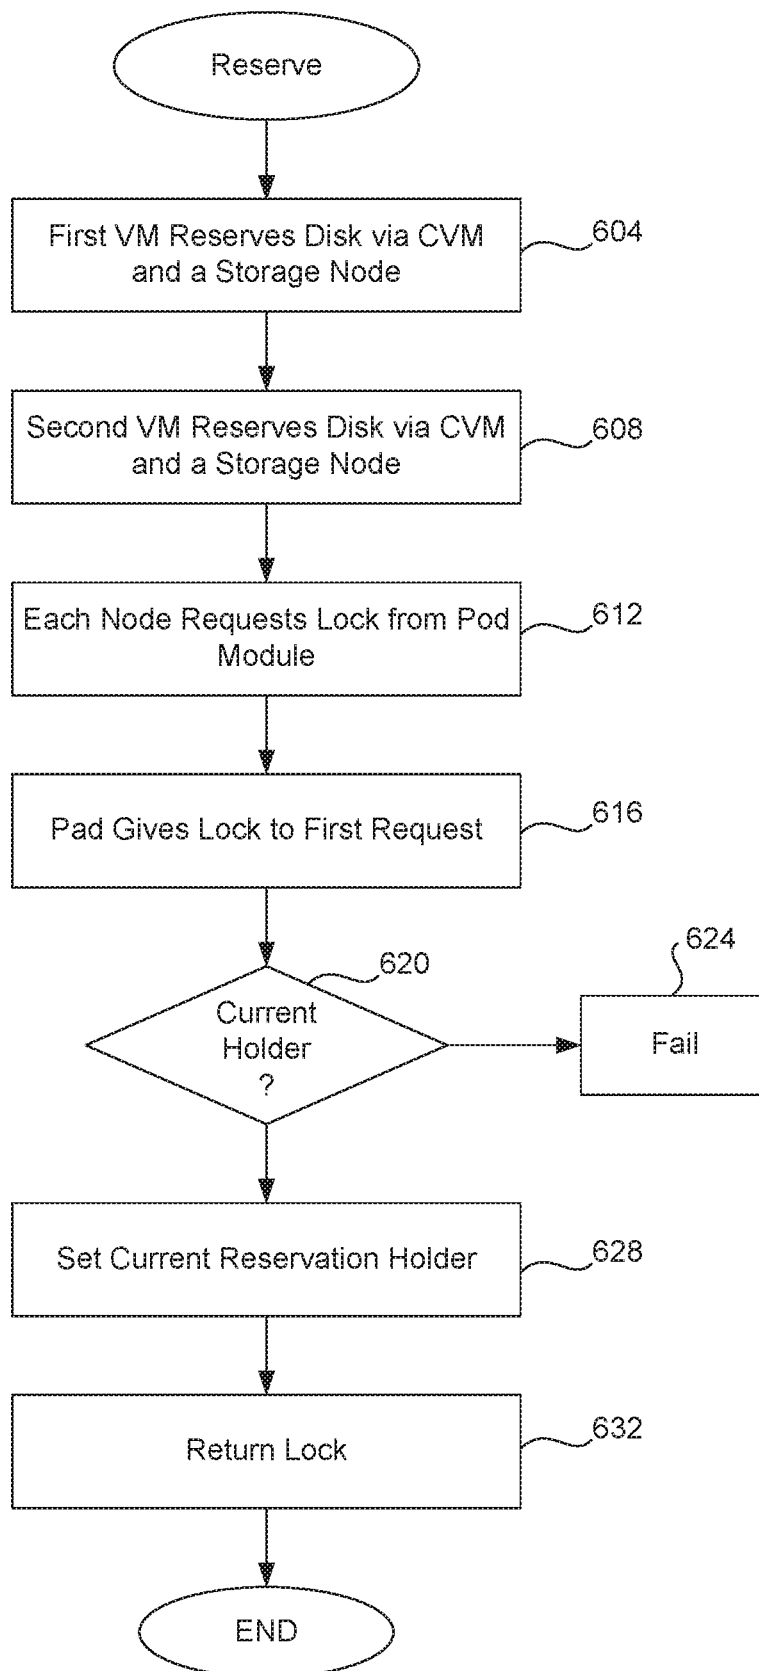 Reserve
First VM Reserves Disk via CVM
and a Storage Node
604
Second VM Reserves Disk via CVM
and a Storage Node
608
Each Node Requests Lock from Pod
Module
612
Pad Gives Lock to First Request
616
620
Current
Holder
?
624
Fail
Set Current Reservation Holder
628
Return Lock
632
END